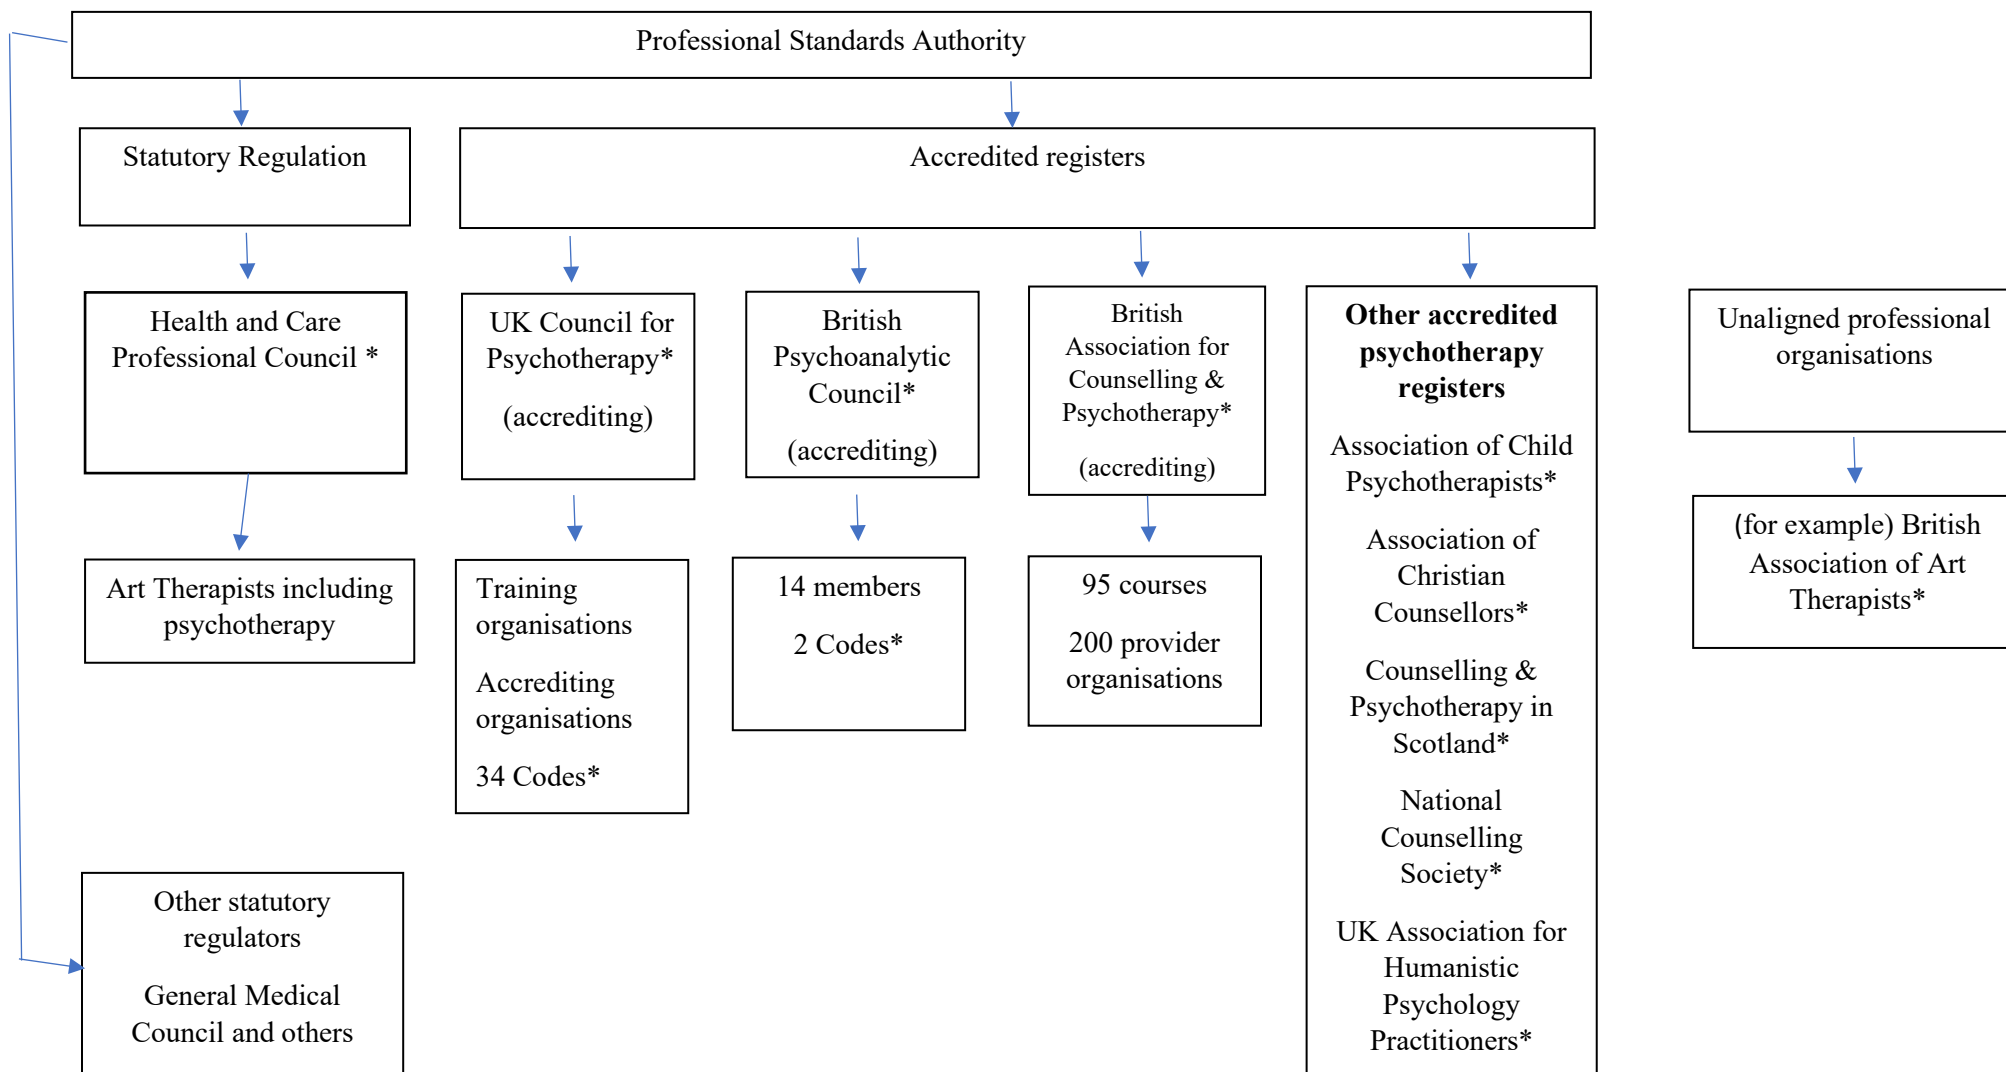 Professional Standards Authority
Statutory Regulation
Accredited registers
Health and Care
Professional Council *
UK Council for
Psychotherapy*
(accrediting)
British
Psychoanalytic
Council*
(accrediting)
British
Association for
Counselling &
Psychotherapy*
(accrediting)
Other accredited
psychotherapy
registers
Association of Child
Psychotherapists*
Association of
Christian
Counsellors*
Counselling &
Psychotherapy in
Scotland*
National
Counselling
Society*
UK Association for
Humanistic
Psychology
Practitioners*
Unaligned professional
organisations
(for example) British
Association of Art
Therapists*
Art Therapists including
psychotherapy
Training
organisations
Accrediting
organisations
34 Codes*
14 members
2 Codes*
95 courses
200 provider
organisations
Other statutory
regulators
General Medical
Council and others